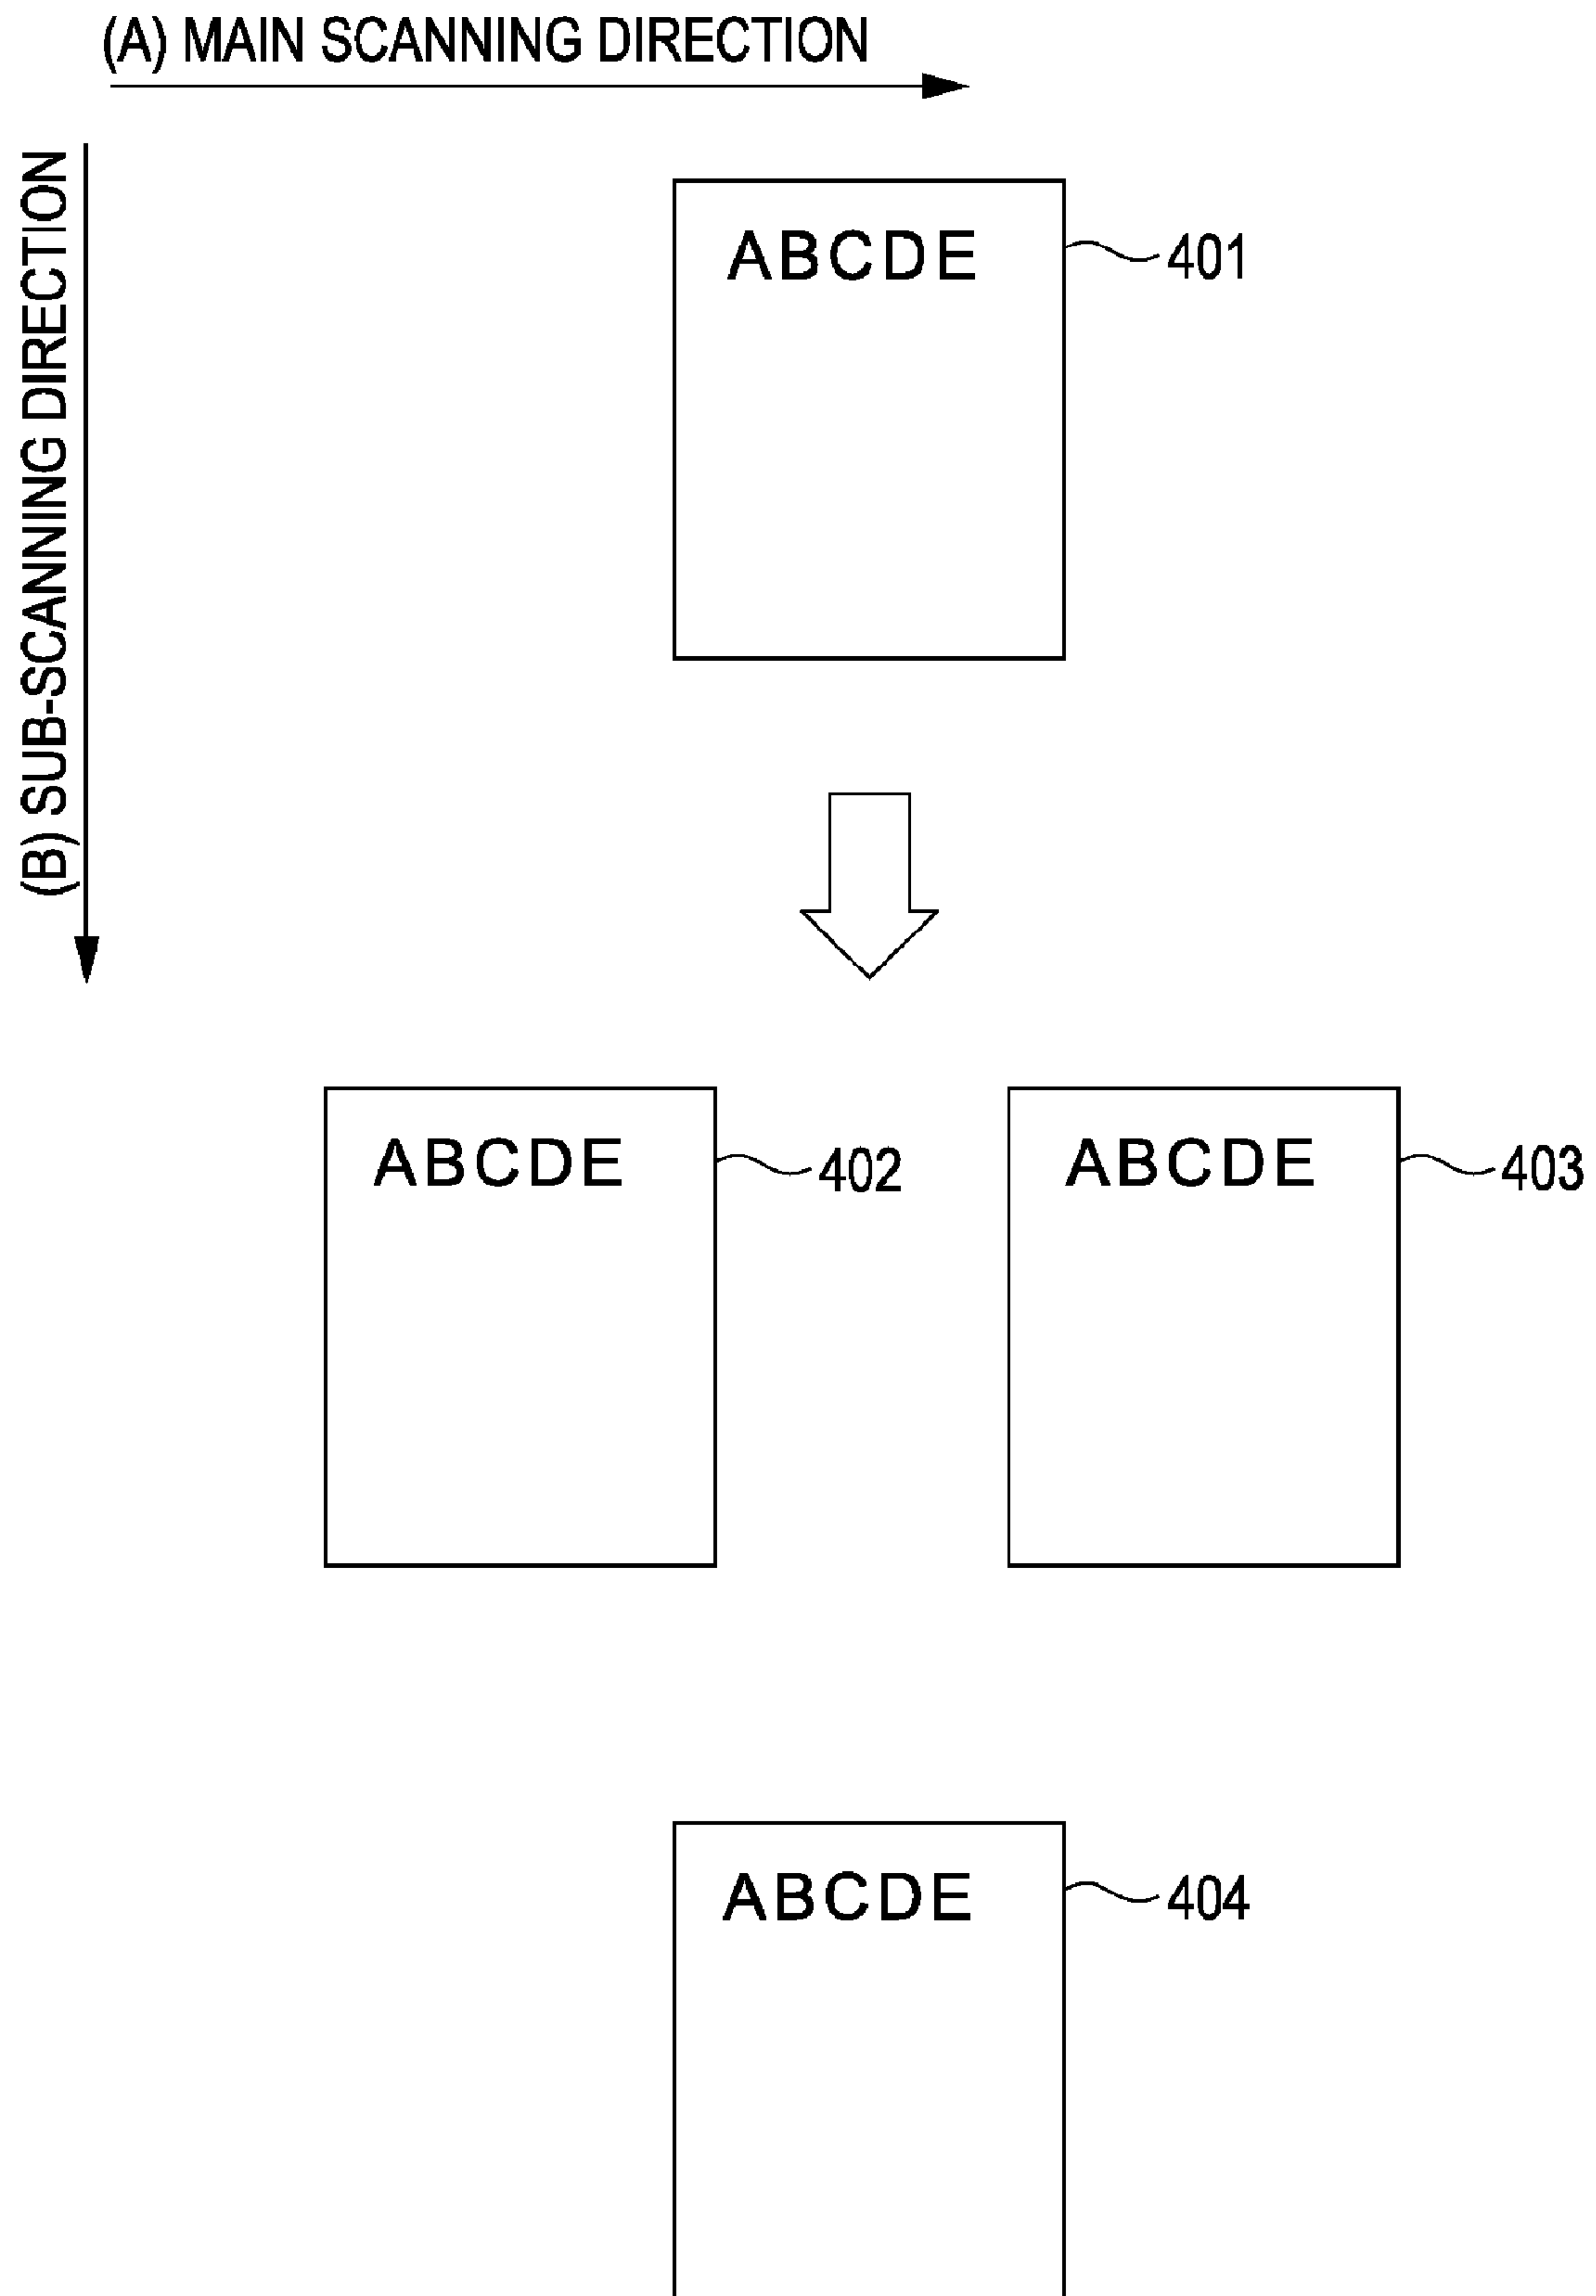 (A) MAIN SCANNING DIRECTION
(B) SUB-SCANNING DIRECTION
ABCDE
401
ABCDE
402
ABCDE
403
ABCDE
404